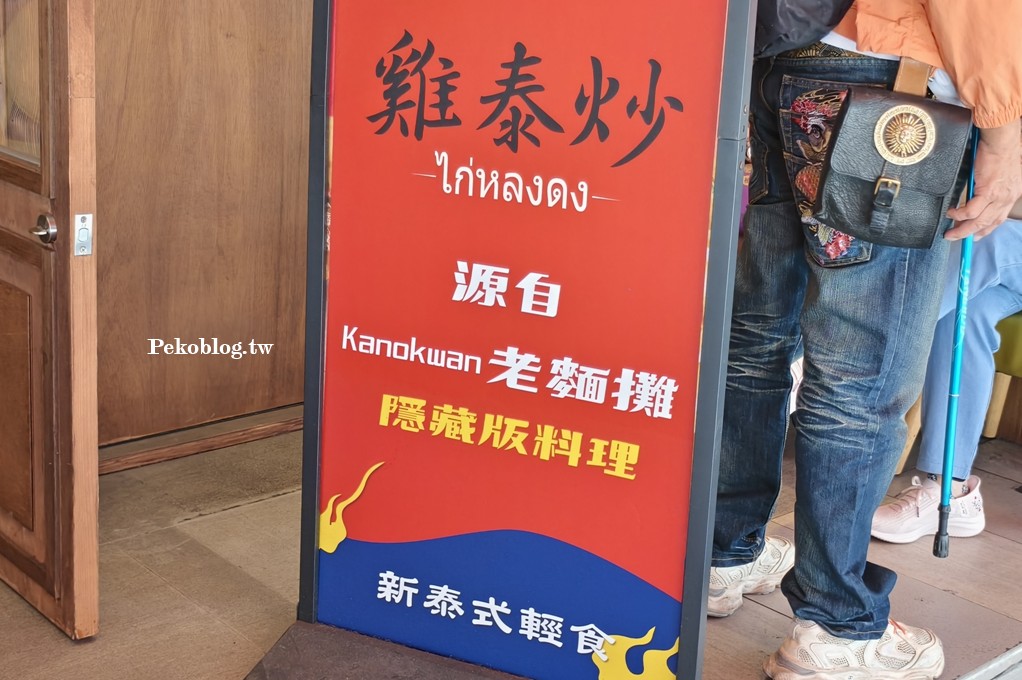 雞泰炒
ไก่หลงดง
源自
Kanokwan 老麵攤
隱藏版料理
新泰式輕食
Pekoblog.tw